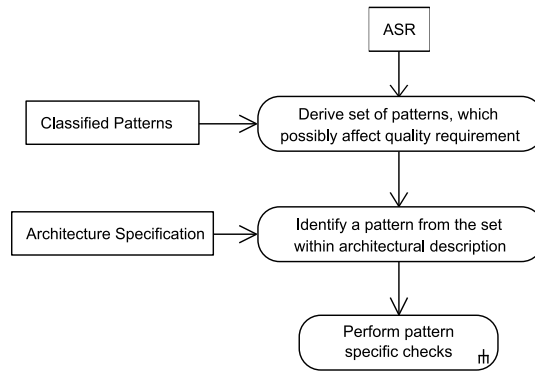 ASR
Classified Patterns
Derive set of patterns, which
possibly affect quality requirement
Architecture Specification
Identify a pattern from the set
within architectural description
Perform pattern
specific checks